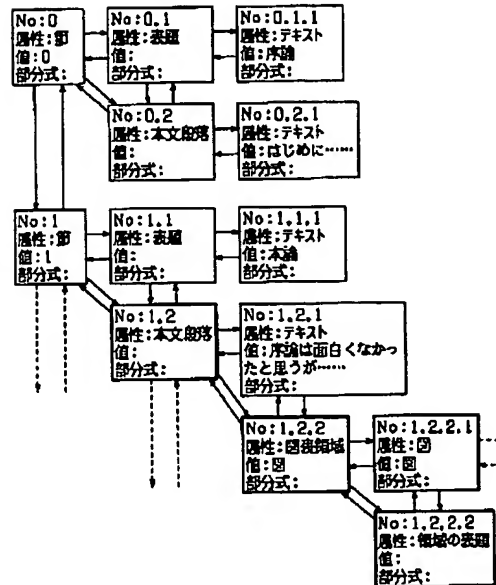 No:0
属性:節
値:0
部分式:
No:0.1
属性:表題
値:
部分式:
No:0.1.1
属性:テキスト
値:序論
部分式:
No:0.2
属性:本文段落
値:
部分式:
No:0.2.1
属性:テキスト
値:はじめに……
部分式:
No:1
属性:節
値:1
部分式:
No:1.1
属性:表題
値:
部分式:
No:1.1.1
属性:テキスト
値:本論
部分式:
No:1.2
属性:本文段落
値:
部分式:
No:1.2.1
属性:テキスト
値:序論は面白くなかっ
たと思うが……
部分式:
No:1.2.2
属性:図表領域
値:図
部分式:
No:1.2.2.1
属性:図
値:図
部分式:
No:1.2.2.2
属性:領域の表題
値:
部分式: